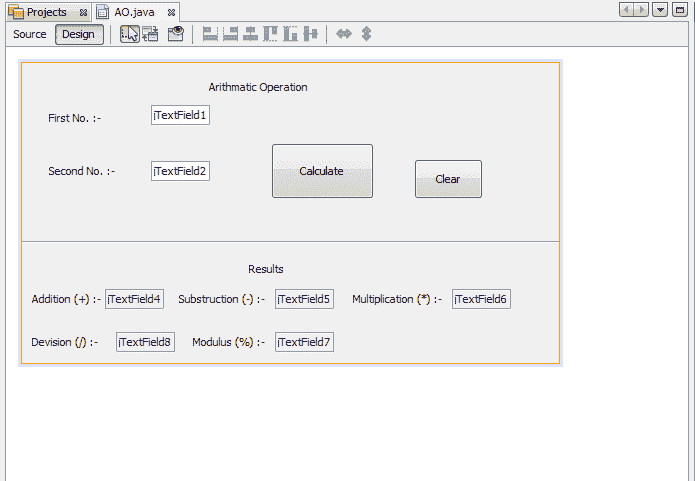 Projects AO.java
Source Design
Arithmatic Operation
First No. :- jTextField1
Second No. :- jTextField2 Calculate Clear
Results
Addition (+) :- jTextField4 Substruction (-) :- jTextField5 Multiplication (*) :- jTextField6
Devision (/) :- jTextField8 Modulus (%) :- jTextField7